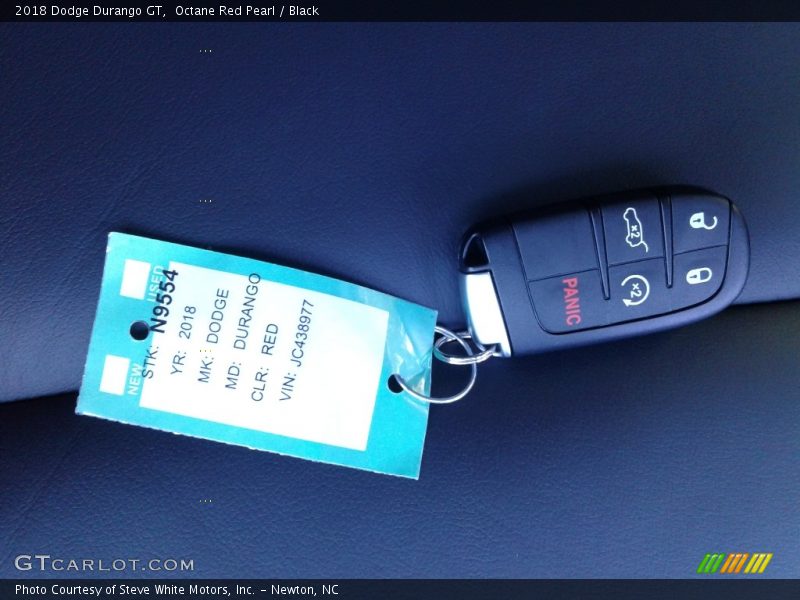 2018 Dodge Durango GT, Octane Red Pearl / Black
USED
NEW
STK: N9554
YR: 2018
MK: DODGE
MD: DURANGO
CLR: RED
VIN: JC438977
x2
x2
PANIC
GTCARLOT.COM
Photo Courtesy of Steve White Motors, Inc. – Newton, NC